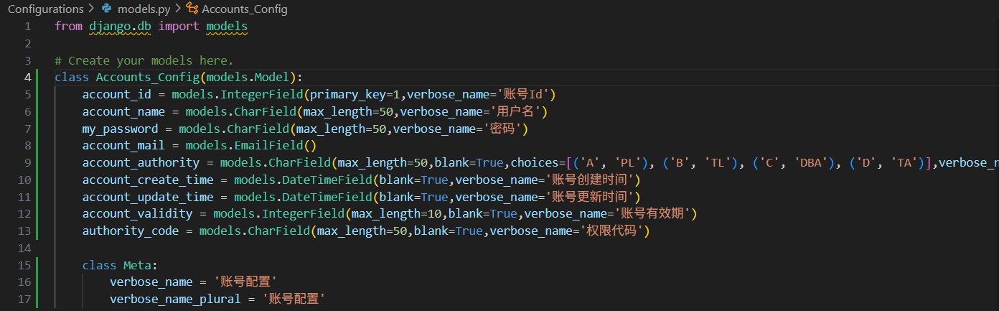 Configurations > models.py > Accounts_Config
1 from django.db import models
2
3 # Create your models here.
4 class Accounts_Config(models.Model):
5 account_id = models.IntegerField(primary_key=1,verbose_name='账号Id')
6 account_name = models.CharField(max_length=50,verbose_name='用户名')
7 my_password = models.CharField(max_length=50,verbose_name='密码')
8 account_mail = models.EmailField()
9 account_authority = models.CharField(max_length=50,blank=True,choices=[('A', 'PL'), ('B', 'TL'), ('C', 'DBA'), ('D', 'TA')],verbose_n
10 account_create_time = models.DateTimeField(blank=True,verbose_name='账号创建时间')
11 account_update_time = models.DateTimeField(blank=True,verbose_name='账号更新时间')
12 account_validity = models.IntegerField(max_length=10,blank=True,verbose_name='账号有效期')
13 authority_code = models.CharField(max_length=50,blank=True,verbose_name='权限代码')
14
15 class Meta:
16 verbose_name = '账号配置'
17 verbose_name_plural = '账号配置'